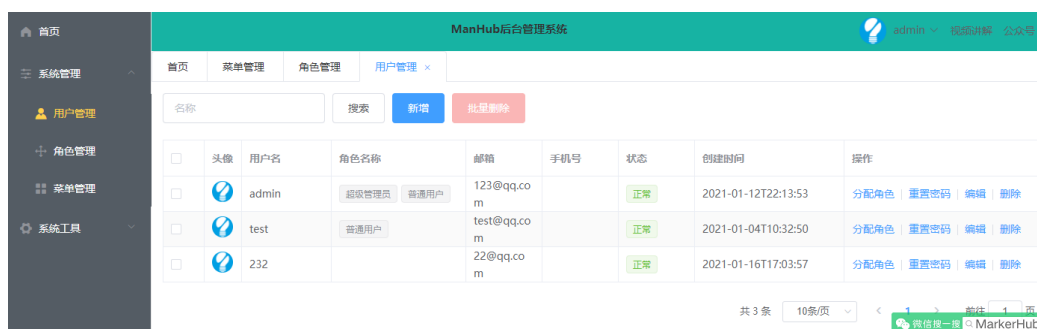 首页
ManHub后台管理系统
admin 视频讲解 公众号
系统管理
用户管理
角色管理
菜单管理
系统工具
首页 菜单管理 角色管理 用户管理 ×
名称 搜索 新增 批量删除
头像 用户名 角色名称 邮箱 手机号 状态 创建时间 操作
admin 超级管理员 普通用户 123@qq.co
m 正常 2021-01-12T22:13:53 分配角色 重置密码 编辑 删除
test 普通用户 test@qq.co
m 正常 2021-01-04T10:32:50 分配角色 重置密码 编辑 删除
232 22@qq.co
m 正常 2021-01-16T17:03:57 分配角色 重置密码 编辑 删除
共 3 条 10条/页 < 1 > 前往 1 页
微信搜一搜 MarkerHub